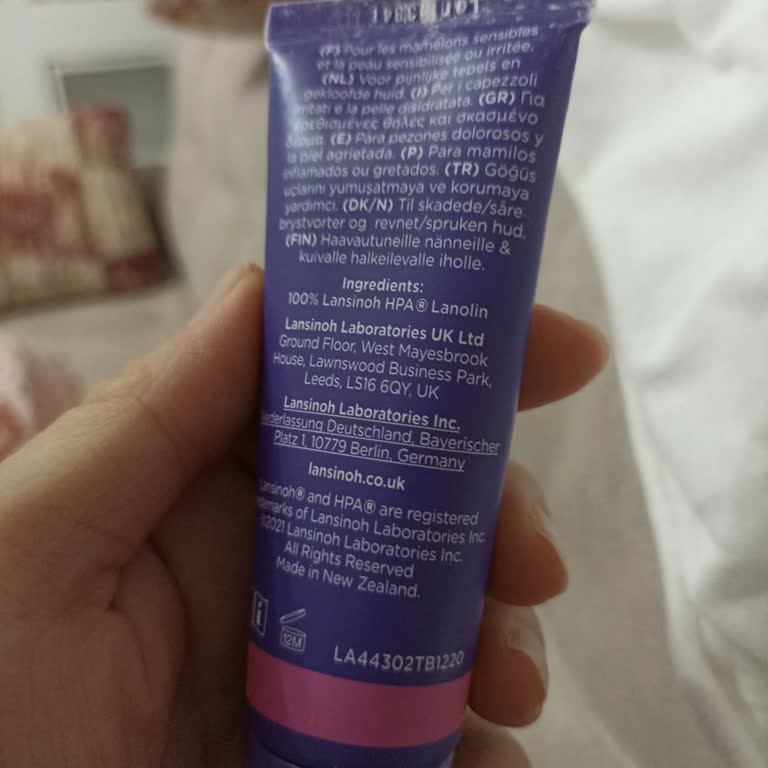 (F) Pour les mamelons sensibles
et la peau sensibilisée ou irritée.
(NL) Voor pijnlijke tepels en
gekloofde huid. (I) Per i capezzoli
irritati e la pelle disidratata. (GR) Για
ερεθισμένες θηλές και σκασμένο
δέρμα. (E) Para pezones dolorosos y
la piel agrietada. (P) Para mamilos
inflamados ou gretados. (TR) Göğüs
uçlarını yumuşatmaya ve korumaya
yardımcı. (DK/N) Til skadede/såre
brystvorter og revnet/sprukken hud.
(FIN) Haavautuneille nänneille &
kuivalle halkeilevalle iholle.
Ingredients:
100% Lansinoh HPA® Lanolin
Lansinoh Laboratories UK Ltd
Ground Floor, West Mayesbrook
House, Lawnswood Business Park,
Leeds, LS16 6QY, UK
Lansinoh Laboratories Inc.
Niederlassung Deutschland, Bayerischer
Platz 1, 10779 Berlin, Germany
lansinoh.co.uk
Lansinoh® and HPA® are registered
trademarks of Lansinoh Laboratories Inc.
©2021 Lansinoh Laboratories Inc.
All Rights Reserved
Made in New Zealand.
12M
LA44302TB1220